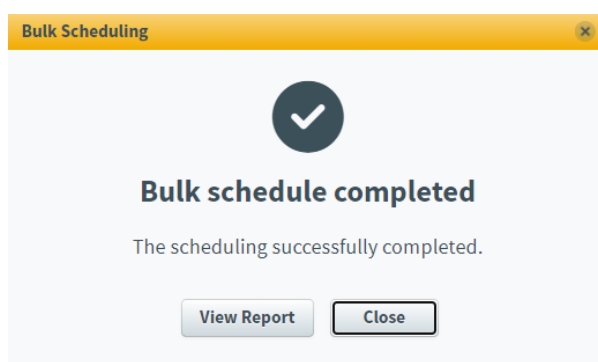 Bulk Scheduling
Bulk schedule completed
The scheduling successfully completed.
View Report
Close